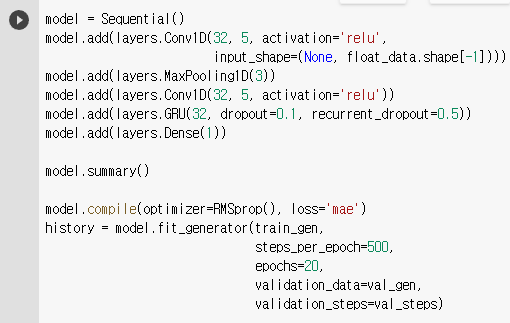 model = Sequential()
model.add(layers.Conv1D(32, 5, activation='relu',
                        input_shape=(None, float_data.shape[-1])))
model.add(layers.MaxPooling1D(3))
model.add(layers.Conv1D(32, 5, activation='relu'))
model.add(layers.GRU(32, dropout=0.1, recurrent_dropout=0.5))
model.add(layers.Dense(1))

model.summary()

model.compile(optimizer=RMSprop(), loss='mae')
history = model.fit_generator(train_gen,
                              steps_per_epoch=500,
                              epochs=20,
                              validation_data=val_gen,
                              validation_steps=val_steps)